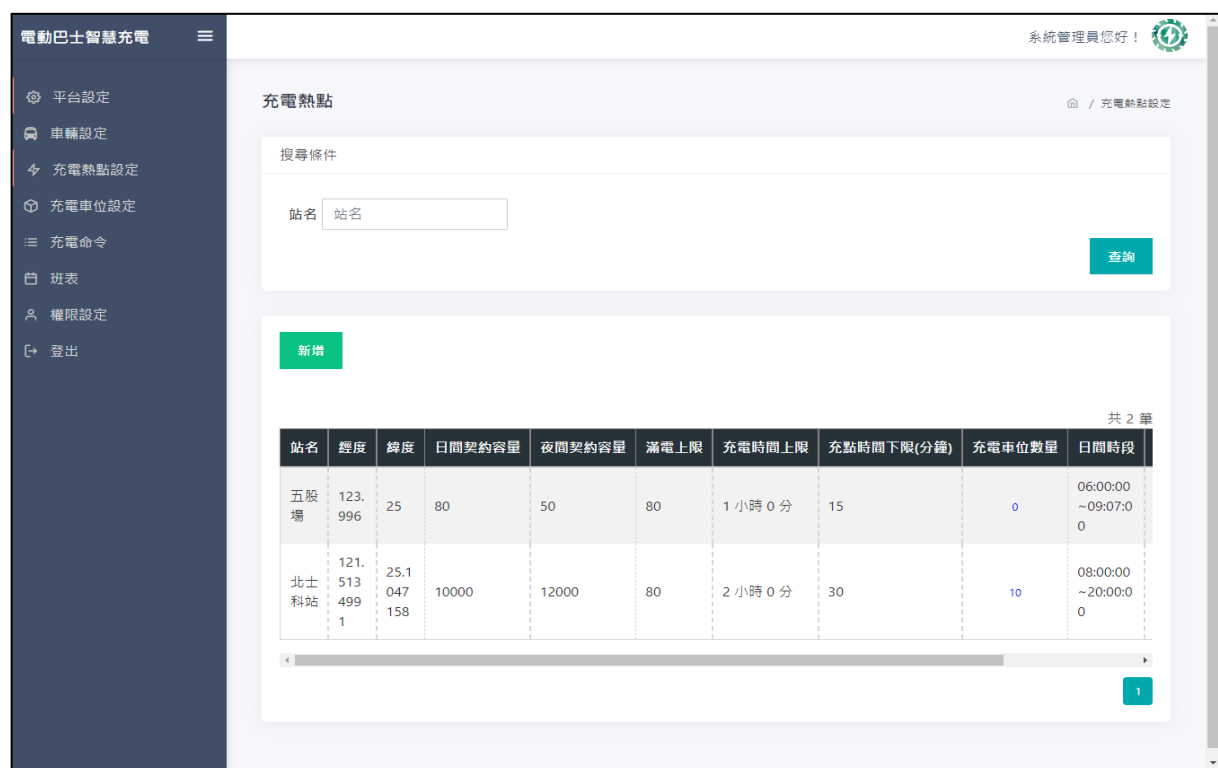 電動巴士智慧充電
系統管理員您好！
平台設定
車輛設定
充電熱點設定
充電車位設定
充電命令
班表
權限設定
登出
充電熱點
/ 充電熱點設定
搜尋條件
站名 站名
查詢
新增
共 2 筆
站名 經度 緯度 日間契約容量 夜間契約容量 滿電上限 充電時間上限 充點時間下限(分鐘) 充電車位數量 日間時段
五股
場
123.
996
25
80
50
80
1 小時 0 分
15
0
06:00:00
~09:07:0
0
北士
科站
121.
513
499
1
25.1
047
158
10000
12000
80
2 小時 0 分
30
10
08:00:00
~20:00:0
0
1